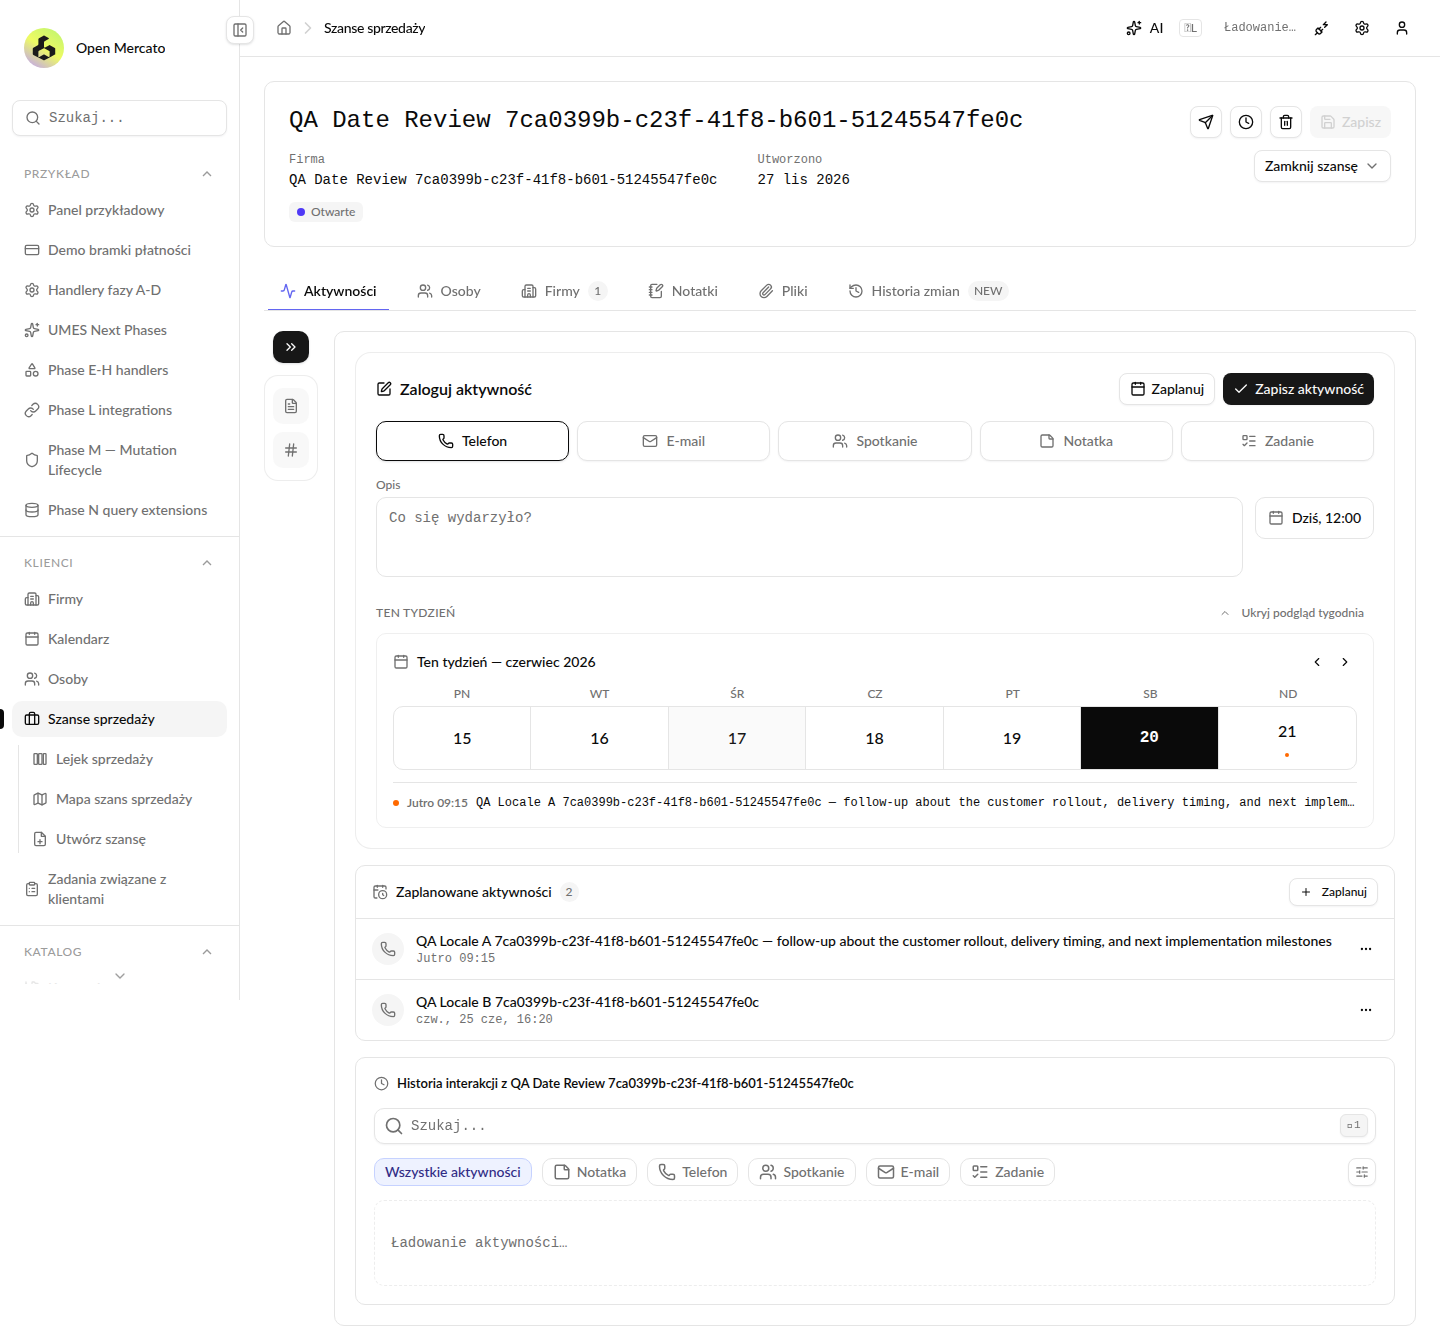 Open Mercato
Szukaj...
PRZYKŁAD
Panel przykładowy
Demo bramki płatności
Handlery fazy A-D
UMES Next Phases
Phase E-H handlers
Phase L integrations
Phase M — Mutation
Lifecycle
Phase N query extensions
KLIENCI
Firmy
Kalendarz
Osoby
Szanse sprzedaży
Lejek sprzedaży
Mapa szans sprzedaży
Utwórz szansę
Zadania związane z
klientami
KATALOG
Szanse sprzedaży
AI
L
Ładowanie…
QA Date Review 7ca0399b-c23f-41f8-b601-51245547fe0c
Zapisz
Firma
Utworzono
QA Date Review 7ca0399b-c23f-41f8-b601-51245547fe0c
27 lis 2026
Zamknij szansę
Otwarte
Aktywności
Osoby
Firmy 1
Notatki
Pliki
Historia zmian NEW
Zaloguj aktywność
Zaplanuj
Zapisz aktywność
Telefon
E-mail
Spotkanie
Notatka
Zadanie
Opis
Co się wydarzyło?
Dziś, 12:00
TEN TYDZIEŃ
Ukryj podgląd tygodnia
Ten tydzień — czerwiec 2026
PN WT ŚR CZ PT SB ND
15 16 17 18 19 20 21
Jutro 09:15 QA Locale A 7ca0399b-c23f-41f8-b601-51245547fe0c — follow-up about the customer rollout, delivery timing, and next implem…
Zaplanowane aktywności 2
Zaplanuj
QA Locale A 7ca0399b-c23f-41f8-b601-51245547fe0c — follow-up about the customer rollout, delivery timing, and next implementation milestones
Jutro 09:15
QA Locale B 7ca0399b-c23f-41f8-b601-51245547fe0c
czw., 25 cze, 16:20
Historia interakcji z QA Date Review 7ca0399b-c23f-41f8-b601-51245547fe0c
Szukaj...
1
Wszystkie aktywności
Notatka
Telefon
Spotkanie
E-mail
Zadanie
Ładowanie aktywności…